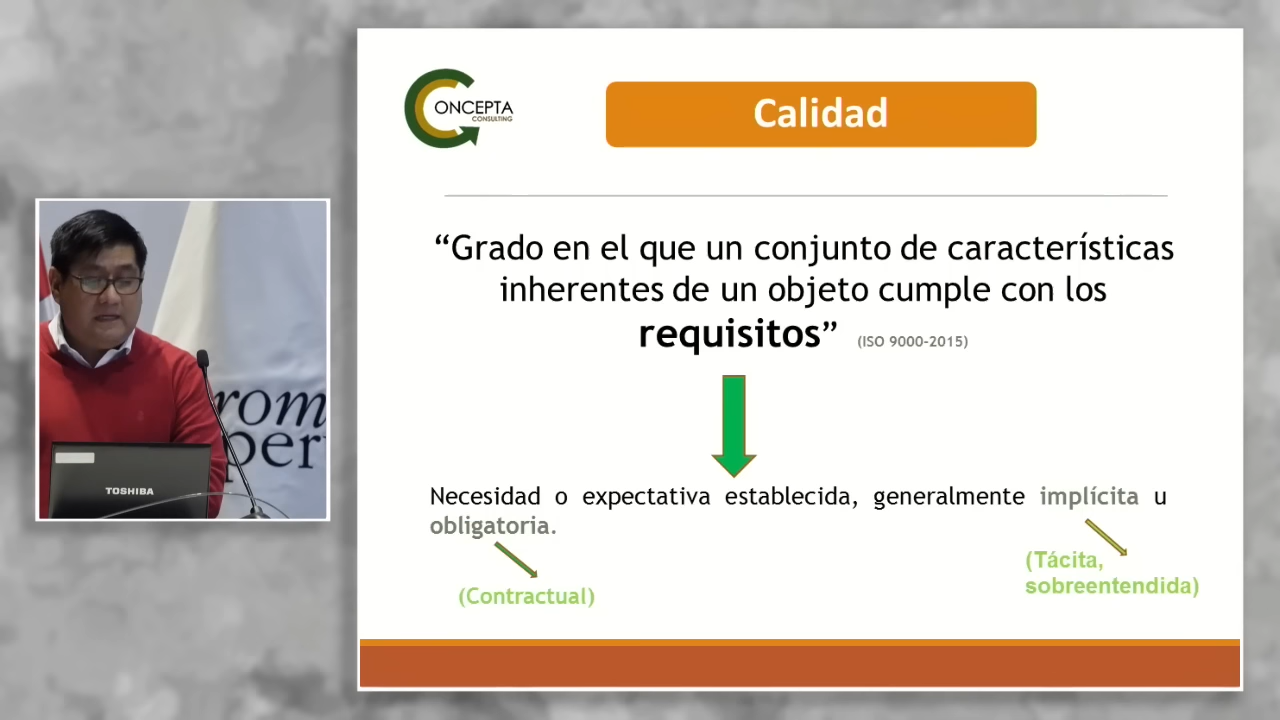 ONCEPTA
CONSULTING
Calidad
“Grado en el que un conjunto de características
inherentes de un objeto cumple con los
requisitos” (ISO 9000-2015)
Necesidad o expectativa establecida, generalmente implícita u
obligatoria.
(Tácita,
sobreentendida)
(Contractual)
TOSHIBA